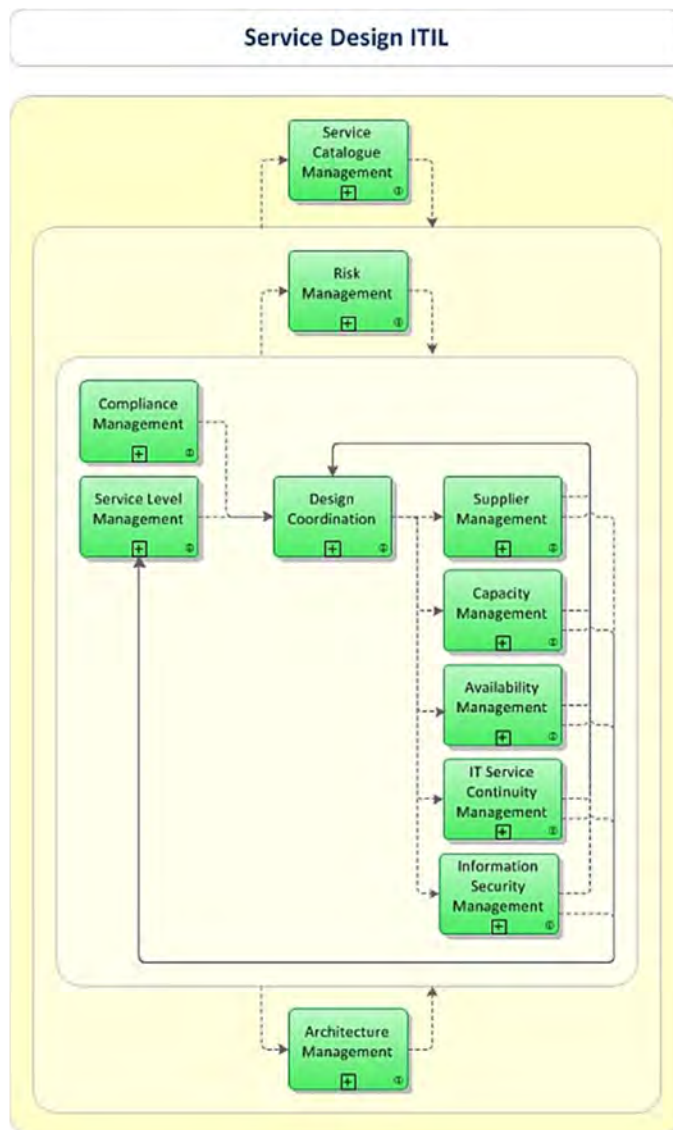 Service Design ITIL
Service
Catalogue
Management
Risk
Management
Compliance
Management
Service Level
Management
Design
Coordination
Supplier
Management
Capacity
Management
Availability
Management
IT Service
Continuity
Management
Information
Security
Management
Architecture
Management